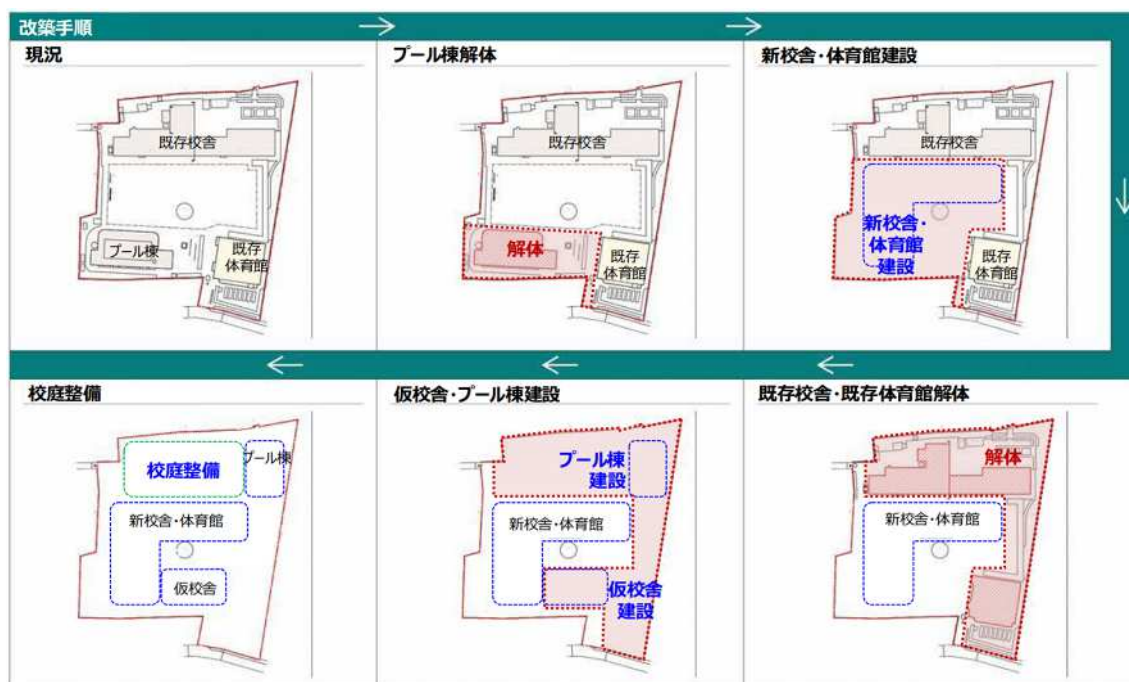 改築手順
現況
既存校舎
プール棟
既存
体育館
プール棟解体
既存校舎
解体
既存
体育館
新校舎・体育館建設
既存校舎
新校舎・
体育館
建設
既存
体育館
既存校舎・既存体育館解体
解体
新校舎・体育館
仮校舎・プール棟建設
プール棟
建設
新校舎・体育館
仮校舎
建設
校庭整備
校庭整備
プール棟
新校舎・体育館
仮校舎